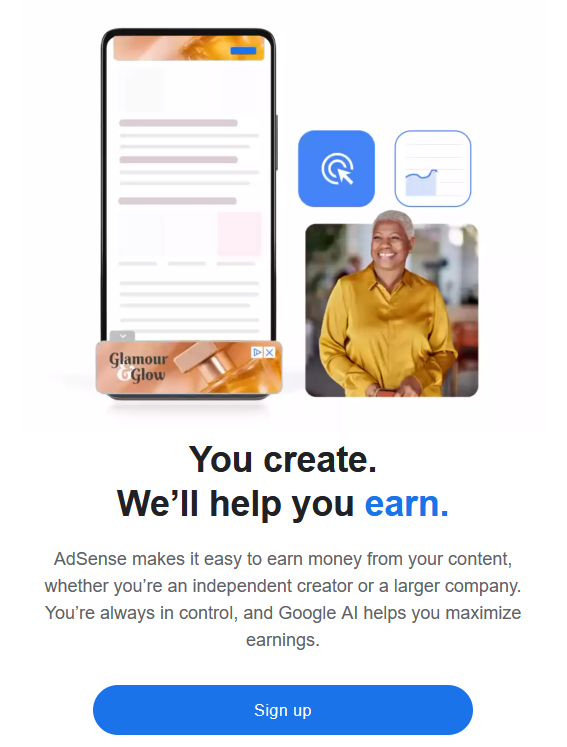 Glamour
& Glow
You create.
We’ll help you earn.
AdSense makes it easy to earn money from your content,
whether you’re an independent creator or a larger company.
You’re always in control, and Google AI helps you maximize
earnings.
Sign up